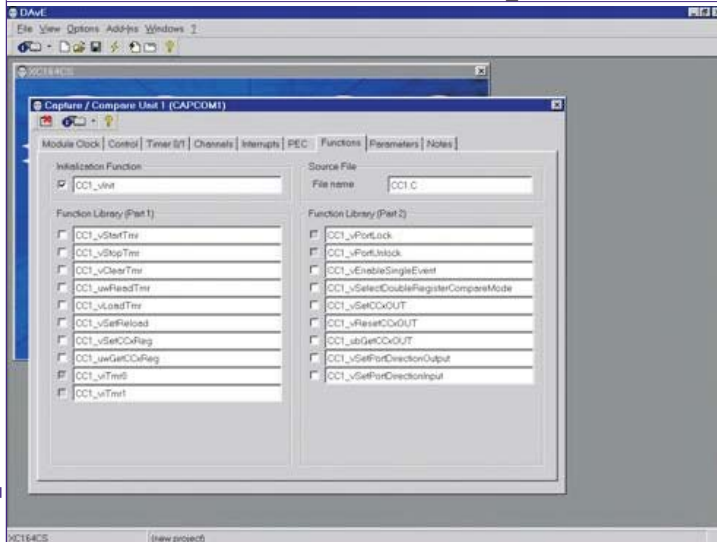 DAvE
File View Options Add-Ins Windows ?
XC164CS
Capture / Compare Unit 1 (CAPCOM1)
Module Clock Control Timer 0/1 Channels Interrupts PEC Functions Parameters Notes
Initialization Function
CC1_vInit
Source File
File name CC1.C
Function Library (Part 1)
CC1_vStartTmr
CC1_vStopTmr
CC1_vClearTmr
CC1_uwReadTmr
CC1_vLoadTmr
CC1_vSetReload
CC1_vSetCCxReg
CC1_uwGetCCxReg
CC1_viTmr0
CC1_viTmr1
Function Library (Part 2)
CC1_vPortLock
CC1_vPortUnlock
CC1_vEnableSingleEvent
CC1_vSelectDoubleRegisterCompareMode
CC1_vSetCCxOUT
CC1_vResetCCxOUT
CC1_ubGetCCxOUT
CC1_vSetPortDirectionOutput
CC1_vSetPortDirectionInput
XC164CS (new project)